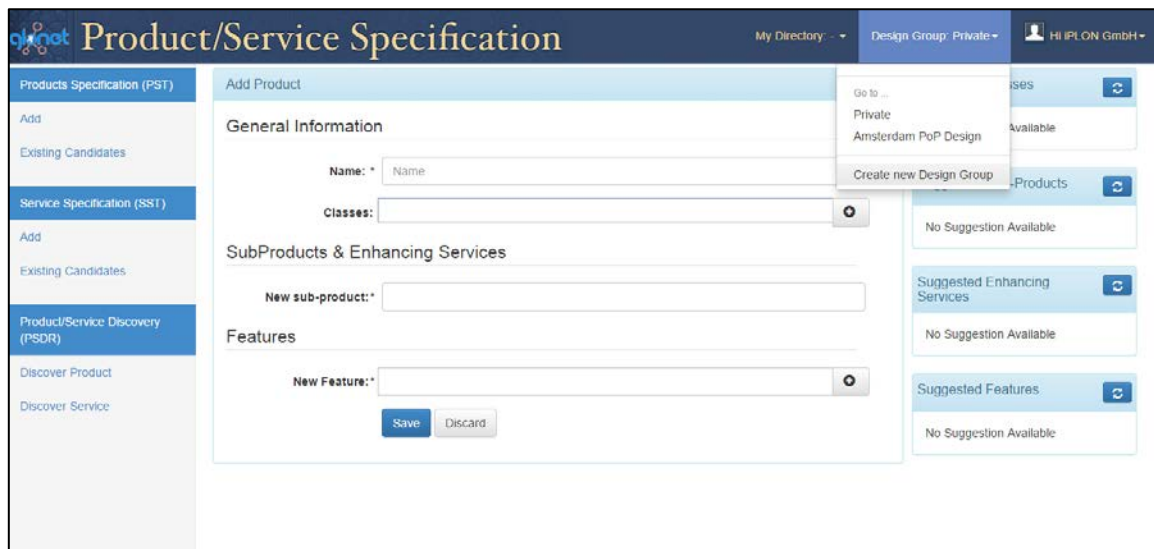 glonet Product/Service Specification
My Directory: -
Design Group: Private
Hi iPLON GmbH
Products Specification (PST)
Add
Existing Candidates
Service Specification (SST)
Add
Existing Candidates
Product/Service Discovery
(PSDR)
Discover Product
Discover Service
Add Product
General Information
Name: * Name
Classes:
SubProducts & Enhancing Services
New sub-product:*
Features
New Feature:*
Save Discard
Go to ...
Private
Amsterdam PoP Design
Create new Design Group
sses
Available
-Products
No Suggestion Available
Suggested Enhancing
Services
No Suggestion Available
Suggested Features
No Suggestion Available